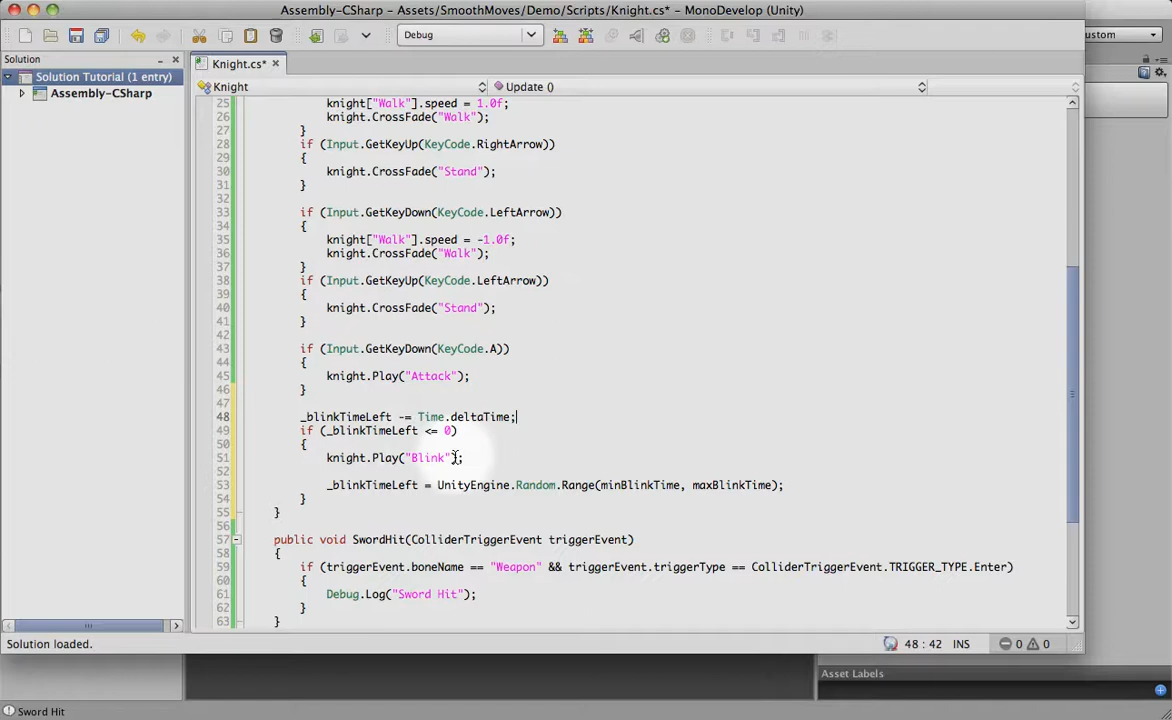 Assembly-CSharp - Assets/SmoothMoves/Demo/Scripts/Knight.cs* - MonoDevelop (Unity)
Debug
ustom
Solution
Knight.cs*
Solution Tutorial (1 entry)
Assembly-CSharp
Knight
Update ()
25 knight["Walk"].speed = 1.0f;
26 knight.CrossFade("Walk");
27 }
28 if (Input.GetKeyUp(KeyCode.RightArrow))
29 {
30 knight.CrossFade("Stand");
31 }
32
33 if (Input.GetKeyDown(KeyCode.LeftArrow))
34 {
35 knight["Walk"].speed = -1.0f;
36 knight.CrossFade("Walk");
37 }
38 if (Input.GetKeyUp(KeyCode.LeftArrow))
39 {
40 knight.CrossFade("Stand");
41 }
42
43 if (Input.GetKeyDown(KeyCode.A))
44 {
45 knight.Play("Attack");
46 }
47
48 _blinkTimeLeft -= Time.deltaTime;
49 if (_blinkTimeLeft <= 0)
50 {
51 knight.Play("Blink");
52
53 _blinkTimeLeft = UnityEngine.Random.Range(minBlinkTime, maxBlinkTime);
54 }
55 }
56
57 public void SwordHit(ColliderTriggerEvent triggerEvent)
58 {
59 if (triggerEvent.boneName == "Weapon" && triggerEvent.triggerType == ColliderTriggerEvent.TRIGGER_TYPE.Enter)
60 {
61 Debug.Log("Sword Hit");
62 }
63 }
Solution loaded.
48 : 42 INS
0 0
Asset Labels
Sword Hit